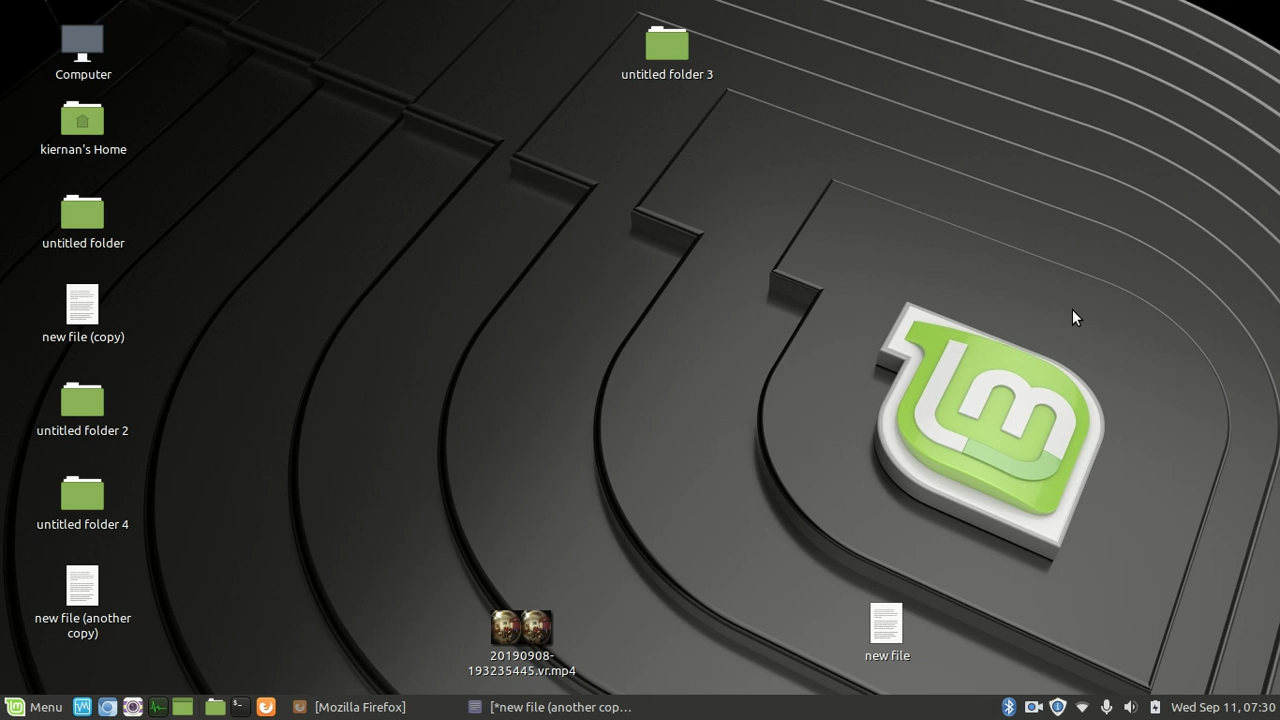 Computer
kiernan's Home
untitled folder
new file (copy)
untitled folder 2
untitled folder 4
new file (another
copy)
untitled folder 3
20190908-
193235445.vr.mp4
new file
Menu
[Mozilla Firefox]
[*new file (another cop...
Wed Sep 11, 07:30